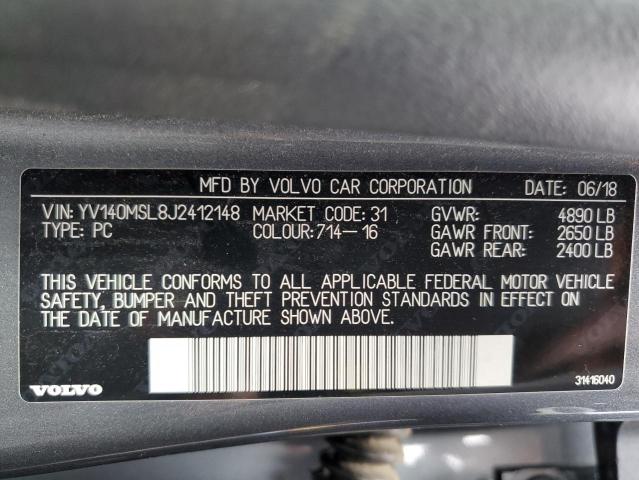 MFD BY VOLVO CAR CORPORATION DATE: 06/18
VIN: YV140MSL8J2412148 MARKET CODE: 31 GVWR: 4890 LB
TYPE: PC COLOUR: 714-16 GAWR FRONT: 2650 LB
GAWR REAR: 2400 LB
THIS VEHICLE CONFORMS TO ALL APPLICABLE FEDERAL MOTOR VEHICLE
SAFETY, BUMPER AND THEFT PREVENTION STANDARDS IN EFFECT ON
THE DATE OF MANUFACTURE SHOWN ABOVE.
VOLVO 31416040